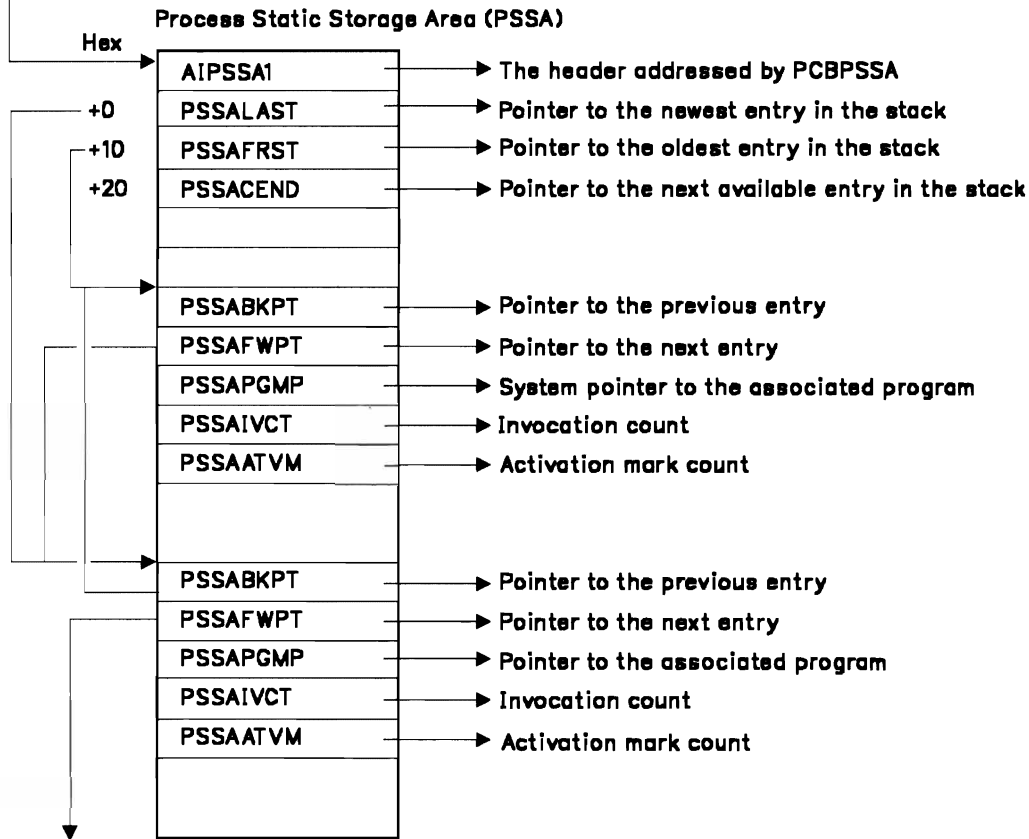 Process Static Storage Area (PSSA)
Hex
AIPSSA1 The header addressed by PCBPSSA
+0 PSSALAST Pointer to the newest entry in the stack
+10 PSSAFRST Pointer to the oldest entry in the stack
+20 PSSACEND Pointer to the next available entry in the stack
PSSABKPT Pointer to the previous entry
PSSAFWPT Pointer to the next entry
PSSAPGMP System pointer to the associated program
PSSAIVCT Invocation count
PSSAATVM Activation mark count
PSSABKPT Pointer to the previous entry
PSSAFWPT Pointer to the next entry
PSSAPGMP Pointer to the associated program
PSSAIVCT Invocation count
PSSAATVM Activation mark count